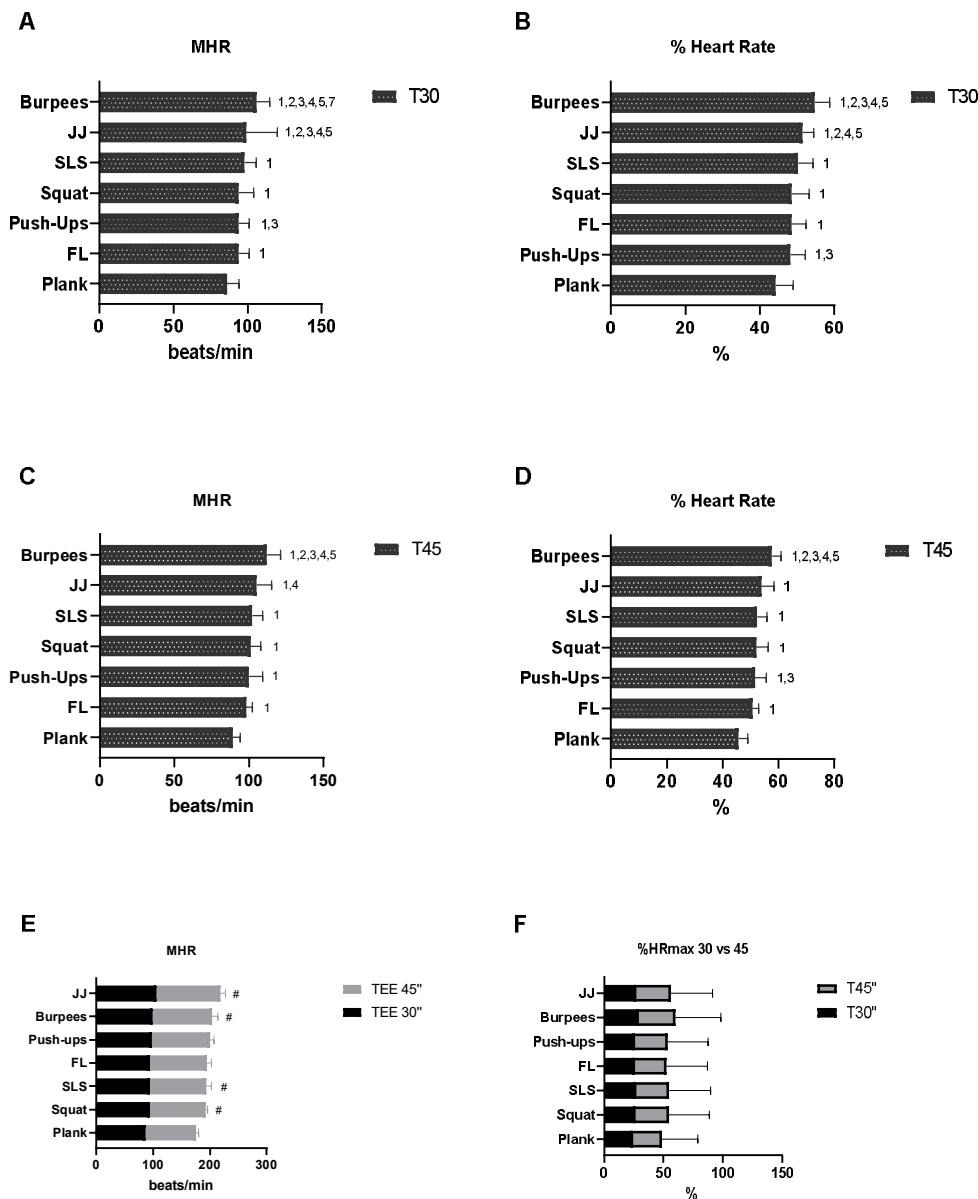 A
MHR
Burpees
1,2,3,4,5,7
T30
JJ
1,2,3,4,5
SLS
1
Squat
1
Push-Ups
1,3
FL
1
Plank
0
50
100
150
beats/min
B
% Heart Rate
Burpees
1,2,3,4,5
T30
JJ
1,2,4,5
SLS
1
Squat
1
FL
1
Push-Ups
1,3
Plank
0
20
40
60
%
C
MHR
Burpees
1,2,3,4,5
T45
JJ
1,4
SLS
1
Squat
1
Push-Ups
1
FL
1
Plank
0
50
100
150
beats/min
D
% Heart Rate
Burpees
1,2,3,4,5
T45
JJ
1
SLS
1
Squat
1
Push-Ups
1,3
FL
1
Plank
0
20
40
60
80
%
E
MHR
JJ
#
TEE 45"
Burpees
#
TEE 30"
Push-ups
FL
SLS
#
Squat
#
Plank
0
100
200
300
beats/min
F
%HRmax 30 vs 45
JJ
T45"
Burpees
T30"
Push-ups
FL
SLS
Squat
Plank
0
50
100
150
%